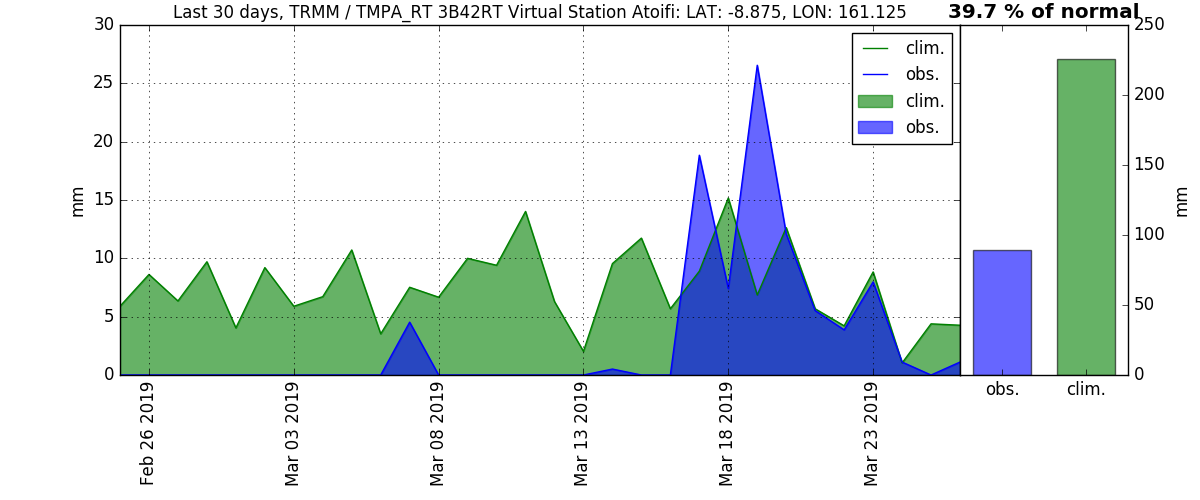 Last 30 days, TRMM / TMPA_RT 3B42RT Virtual Station Atoifi: LAT: -8.875, LON: 161.125
39.7 % of normal
30
25
20
15
10
5
0
mm
clim.
obs.
clim.
obs.
Feb 26 2019
Mar 03 2019
Mar 08 2019
Mar 13 2019
Mar 18 2019
Mar 23 2019
250
200
150
100
50
0
mm
obs.
clim.